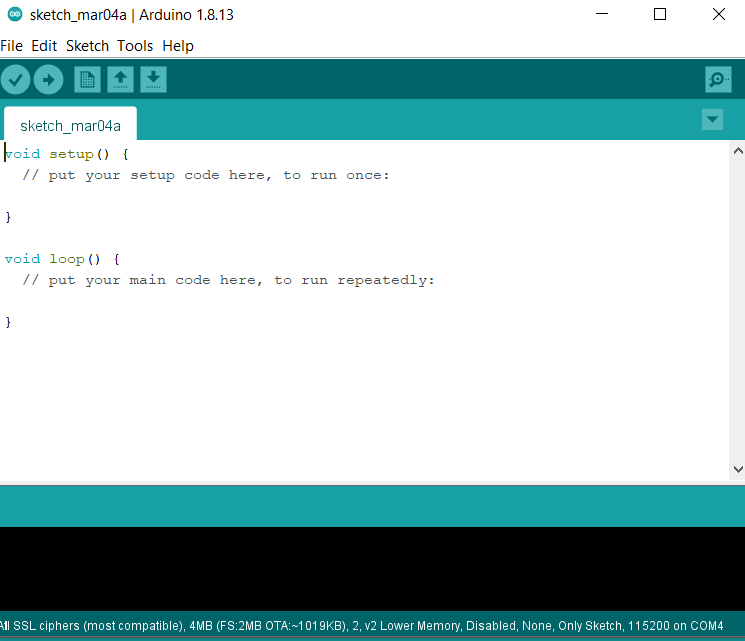 sketch_mar04a | Arduino 1.8.13
File Edit Sketch Tools Help
sketch_mar04a
void setup() {
// put your setup code here, to run once:
}
void loop() {
// put your main code here, to run repeatedly:
}
All SSL ciphers (most compatible), 4MB (FS:2MB OTA:~1019KB), 2, v2 Lower Memory, Disabled, None, Only Sketch, 115200 on COM4